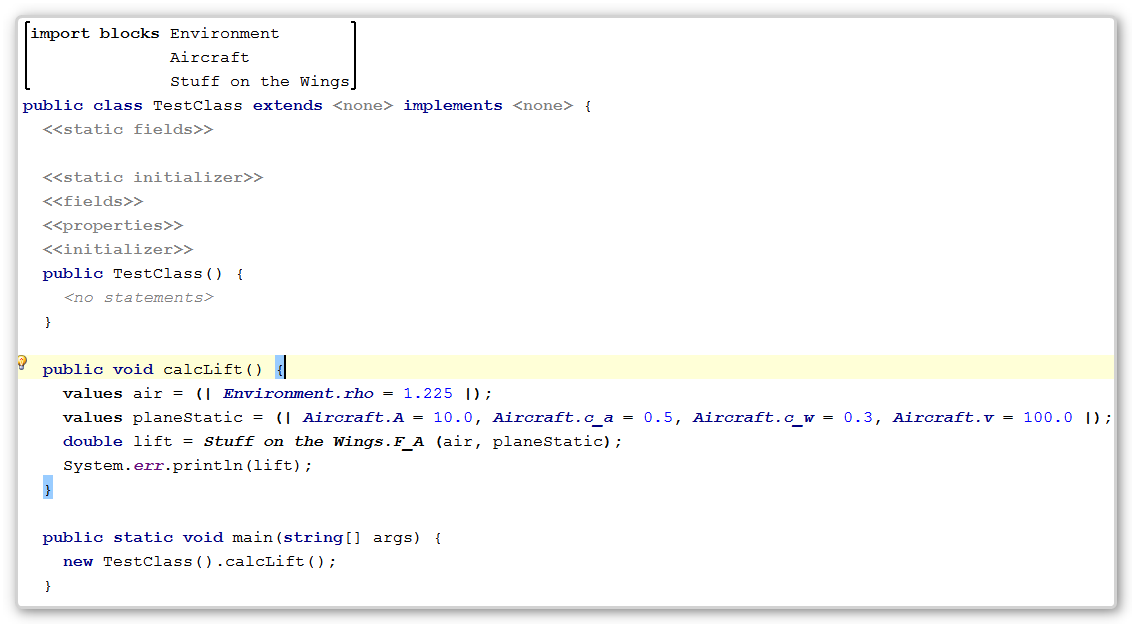 import blocks Environment
Aircraft
Stuff on the Wings
public class TestClass extends <none> implements <none> {
<<static fields>>
<<static initializer>>
<<fields>>
<<properties>>
<<initializer>>
public TestClass() {
<no statements>
}
public void calcLift() {
values air = (| Environment.rho = 1.225 |);
values planeStatic = (| Aircraft.A = 10.0, Aircraft.c_a = 0.5, Aircraft.c_w = 0.3, Aircraft.v = 100.0 |);
double lift = Stuff on the Wings.F_A (air, planeStatic);
System.err.println(lift);
}
public static void main(string[] args) {
new TestClass().calcLift();
}